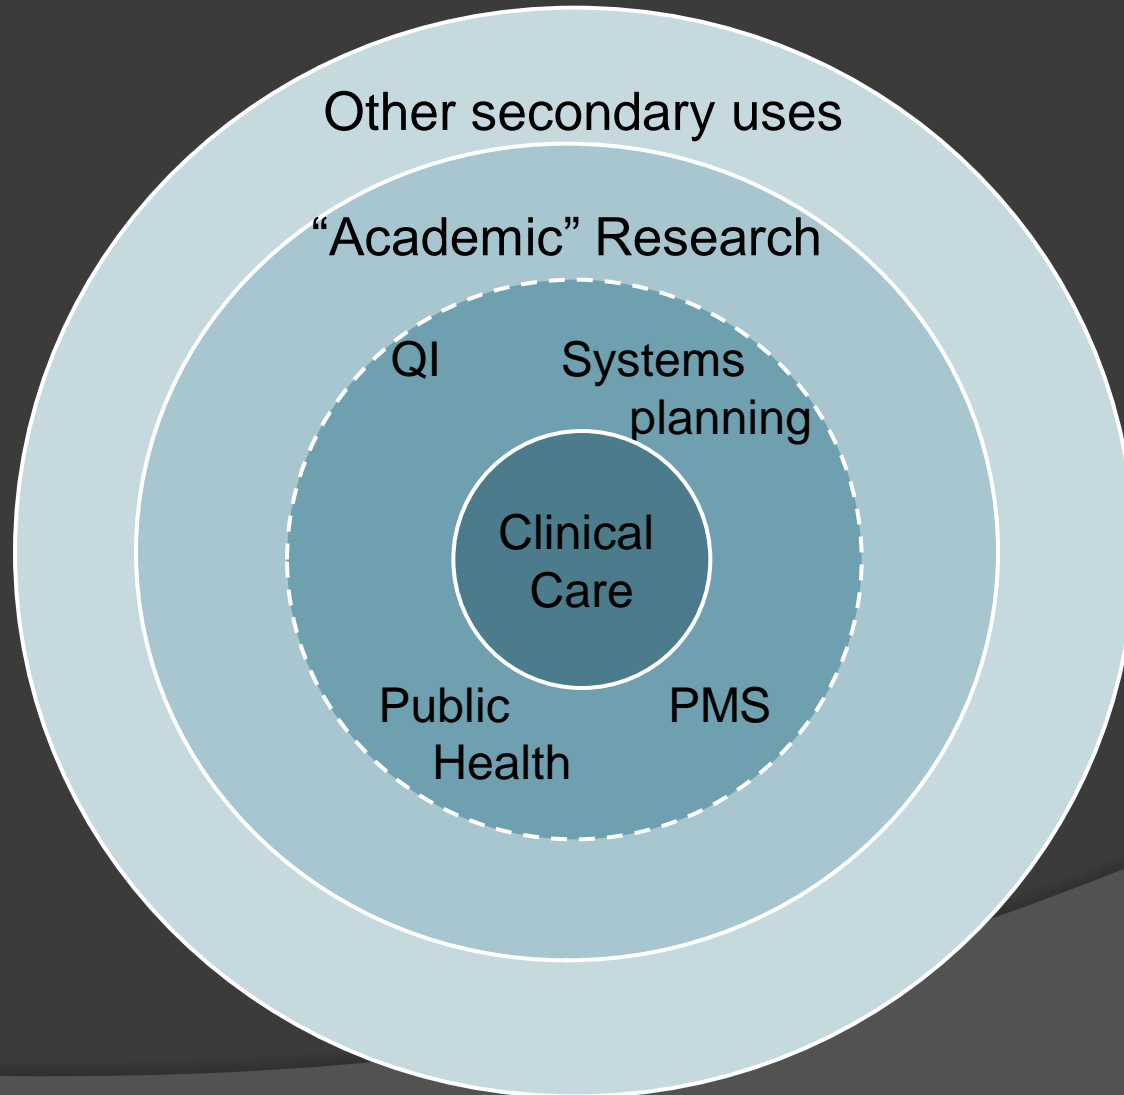 Other secondary uses
“Academic” Research
QI
Systems
planning
Clinical
Care
Public
Health
PMS